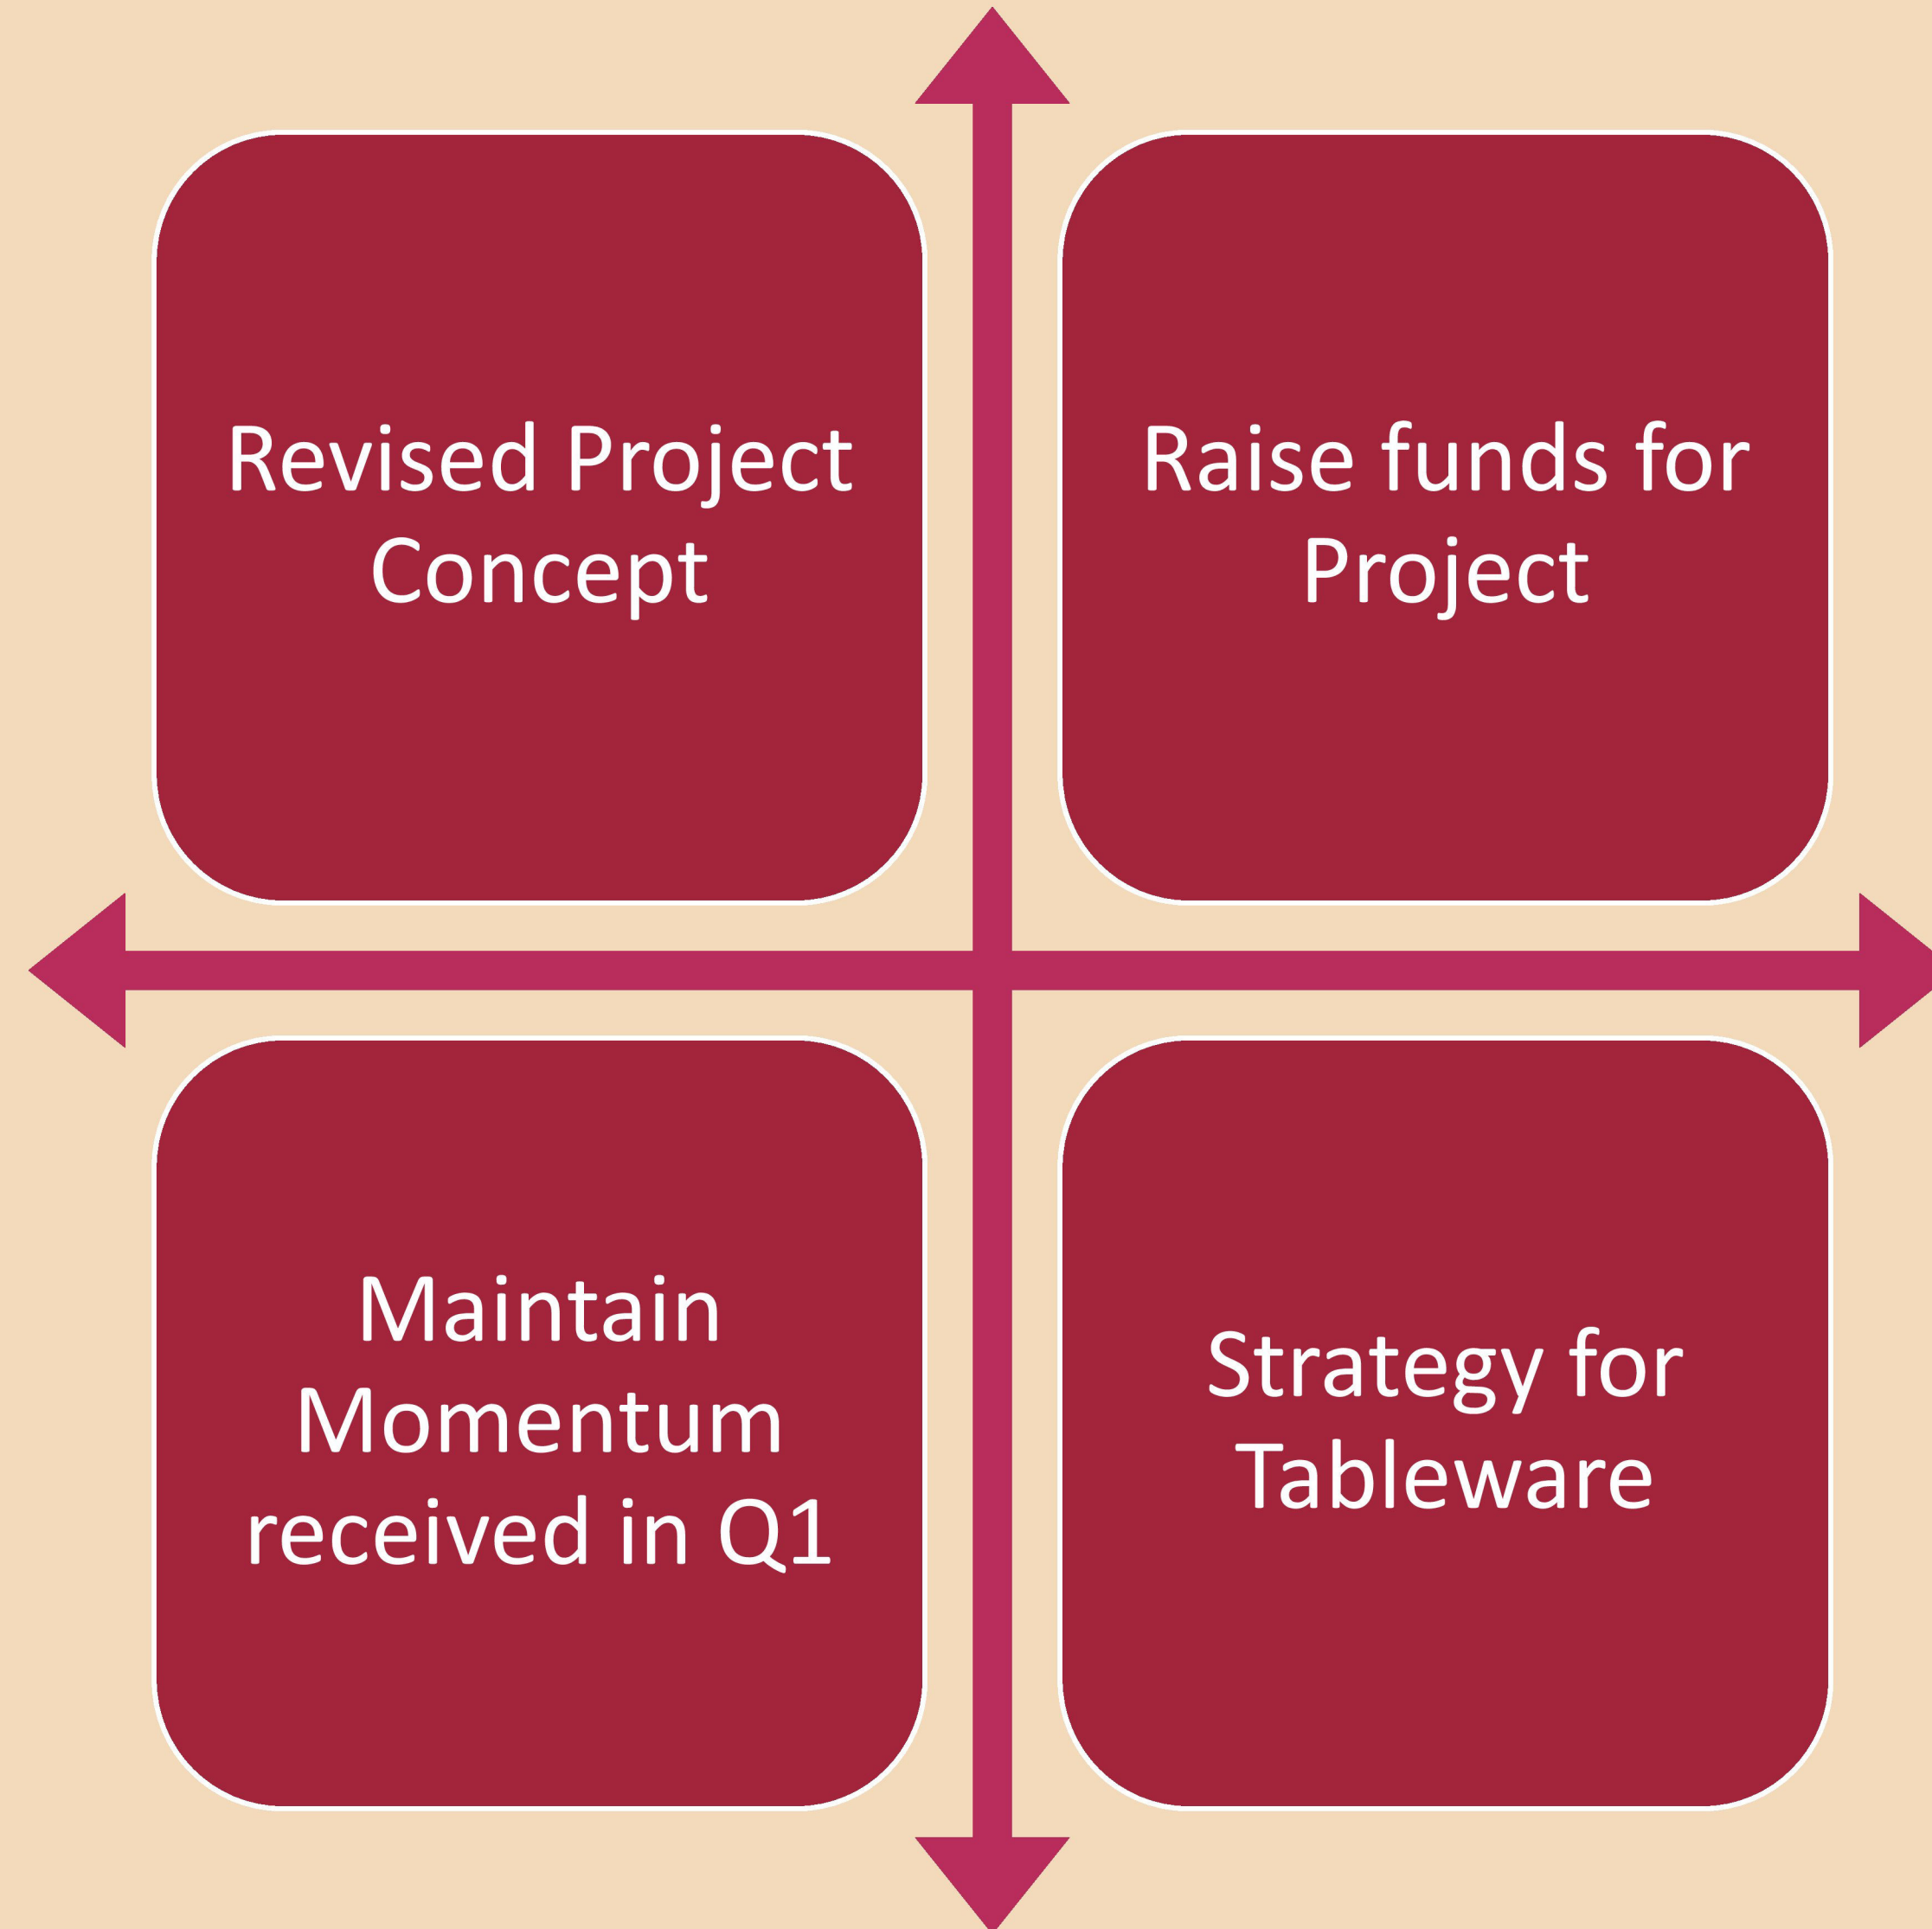 Revised Project
Concept
Raise funds for
Project
Maintain
Momentum
received in Q1
Strategy for
Tableware